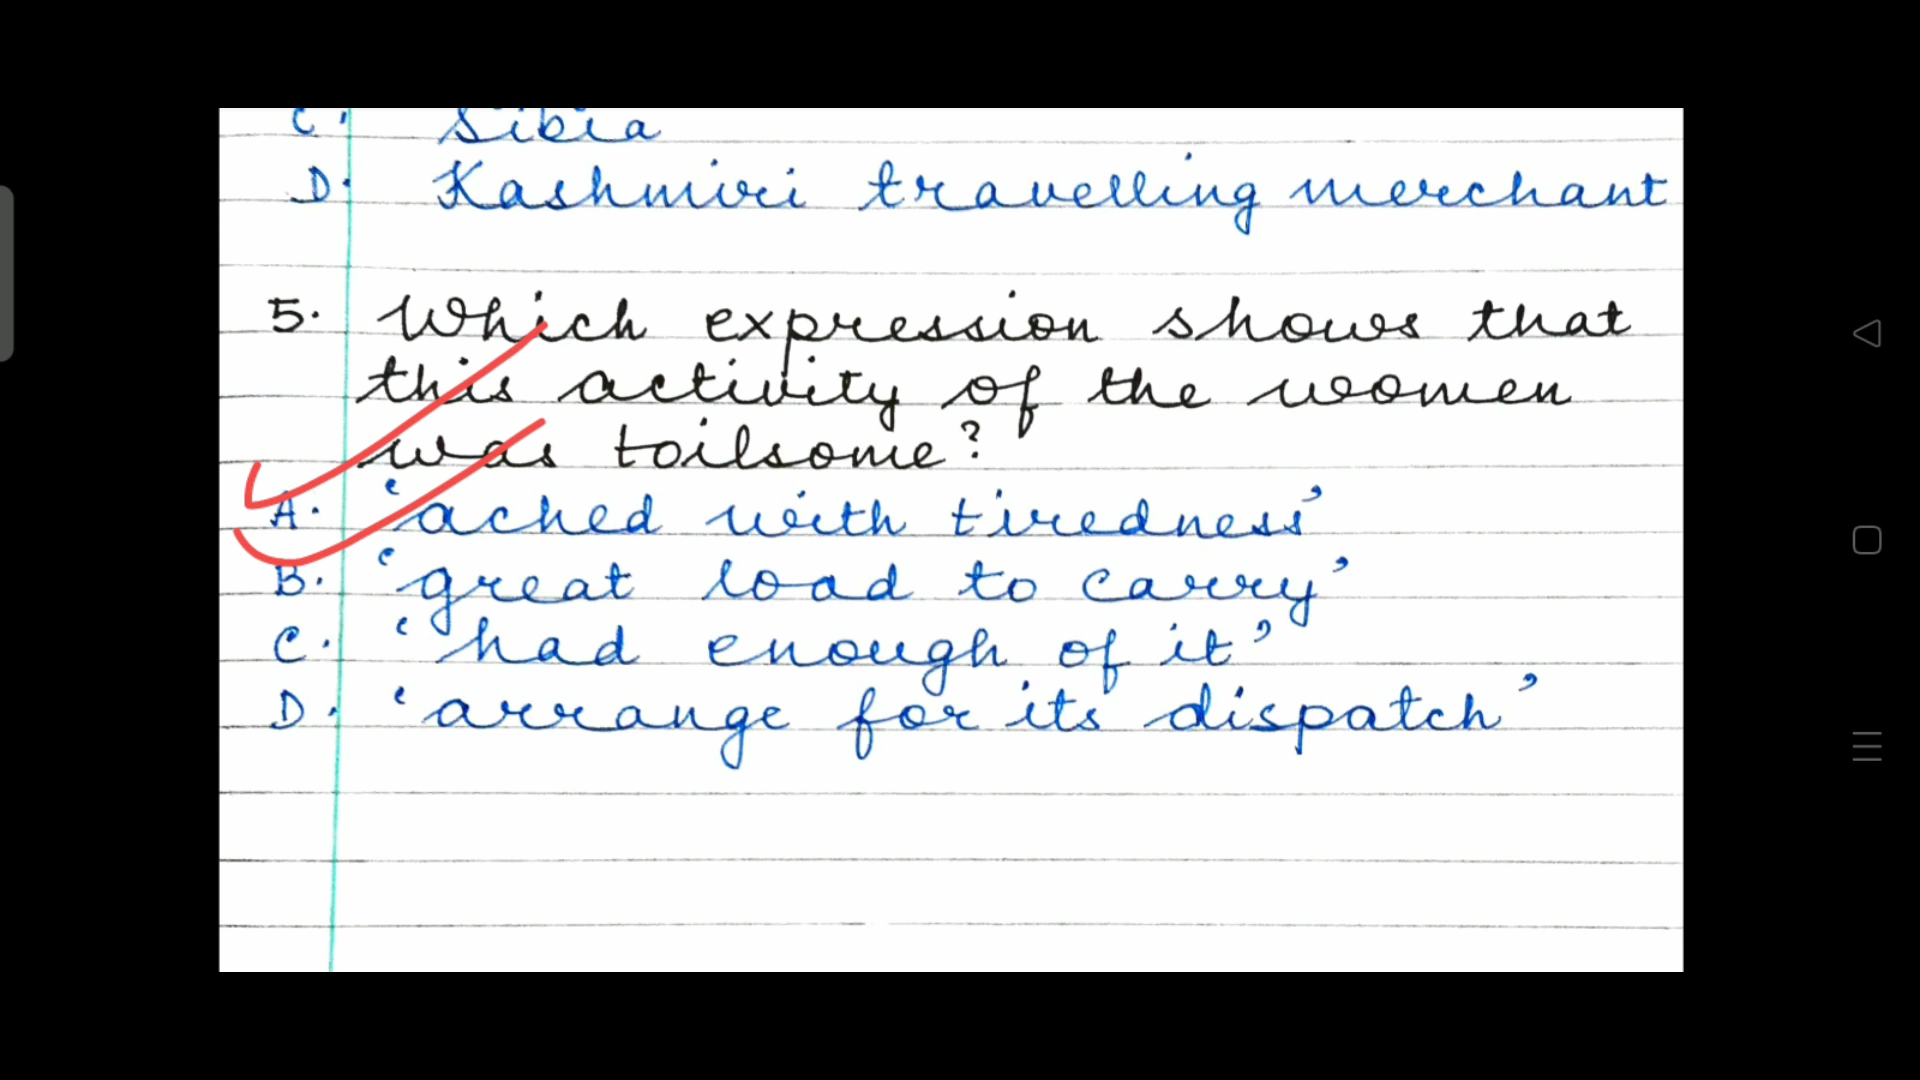 C. Sibia
D. Kashmiri travelling merchant
5. Which expression shows that
this activity of the women
was toilsome?
A. 'ached with tiredness'
B. 'great load to carry'
C. 'had enough of it'
D. 'arrange for its dispatch'